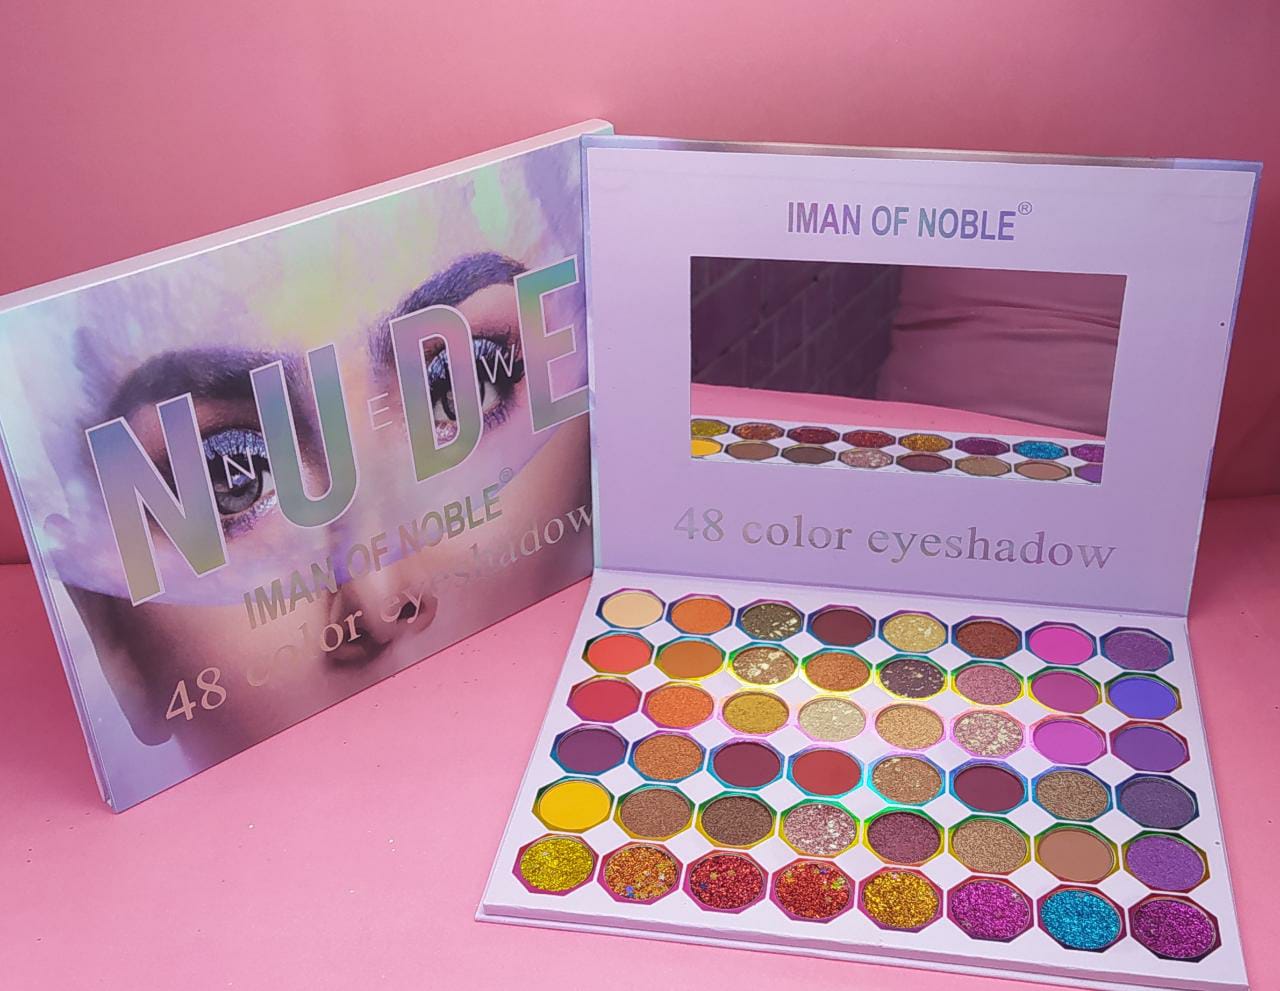 NUDE
NEW
IMAN OF NOBLE®
48 color eyeshadow
IMAN OF NOBLE®
48 color eyeshadow